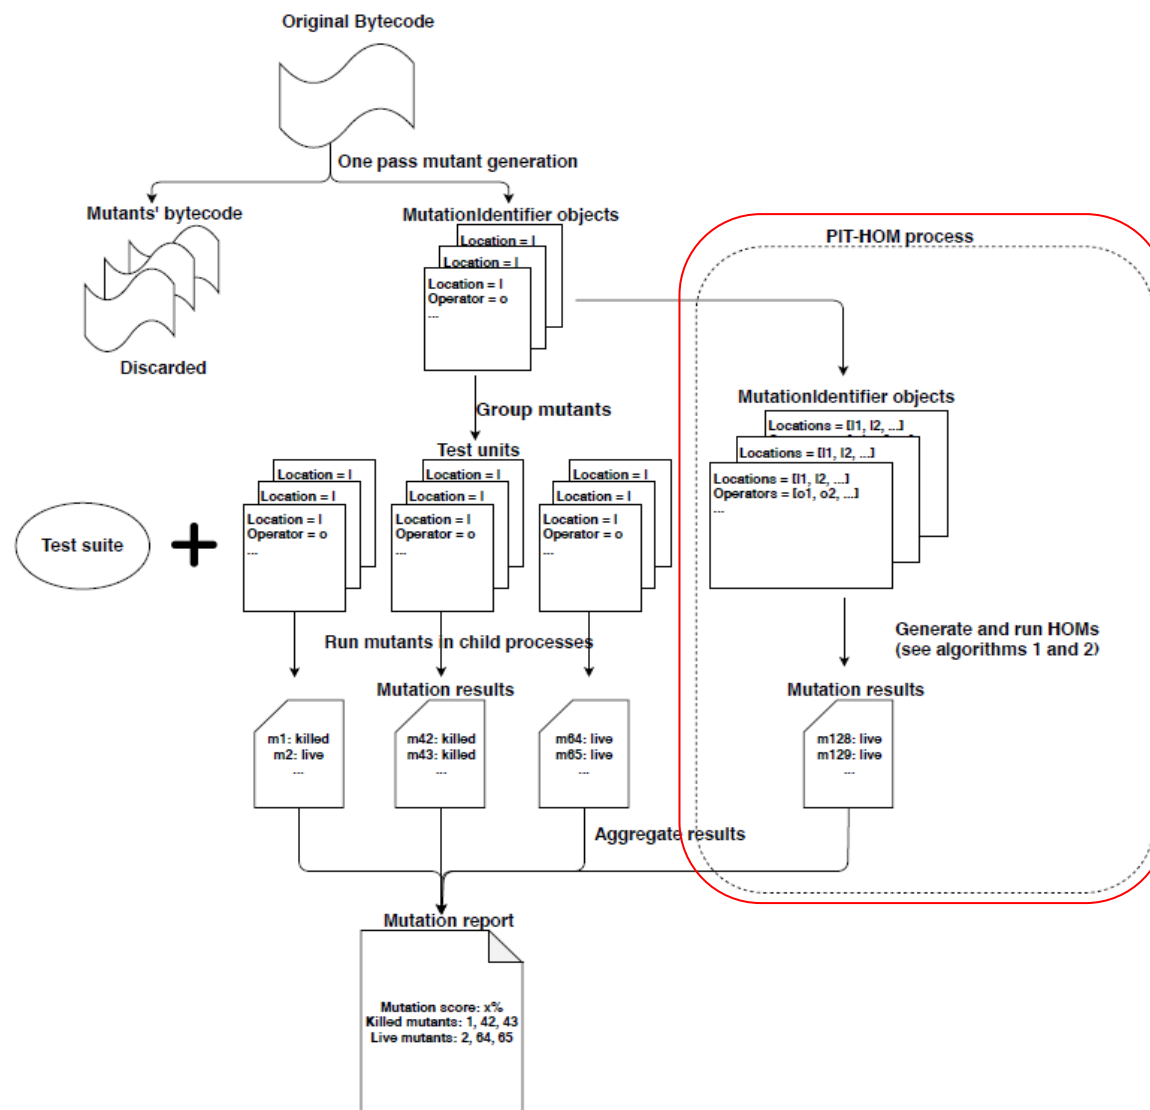 Original Bytecode
One pass mutant generation
Mutants' bytecode
MutationIdentifier objects
PIT-HOM process
Location = l
Location = l
Location = l
Operator = o
...
Discarded
MutationIdentifier objects
Locations = [l1, l2, ...]
Locations = [l1, l2, ...]
Locations = [l1, l2, ...]
Operators = [o1, o2, ...]
...
Group mutants
Test units
Location = l
Location = l
Location = l
Operator = o
...
Location = l
Location = l
Location = l
Operator = o
...
Location = l
Location = l
Location = l
Operator = o
...
Test suite
Run mutants in child processes
Generate and run HOMs
(see algorithms 1 and 2)
Mutation results
Mutation results
m1: killed
m2: live
...
m42: killed
m43: killed
...
m64: live
m65: live
...
m128: live
m129: live
...
Aggregate results
Mutation report
Mutation score: x%
Killed mutants: 1, 42, 43
Live mutants: 2, 64, 65